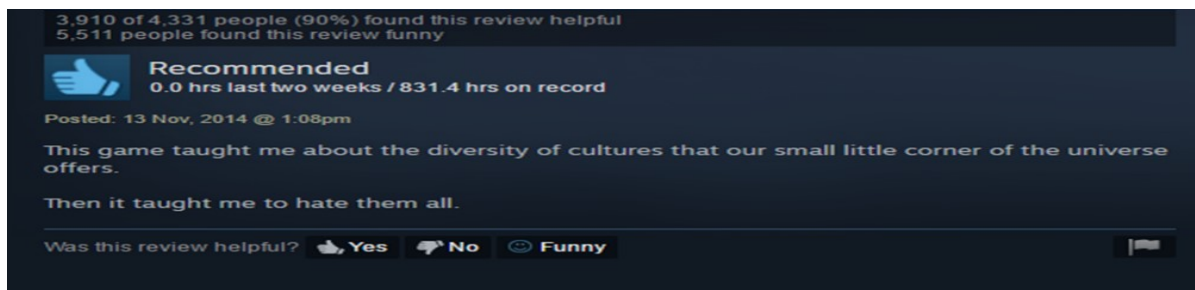 3,910 of 4,331 people (90%) found this review helpful
5,511 people found this review funny
Recommended
0.0 hrs last two weeks / 831.4 hrs on record
Posted: 13 Nov, 2014 @ 1:08pm
This game taught me about the diversity of cultures that our small little corner of the universe
offers.
Then it taught me to hate them all.
Was this review helpful? Yes No Funny